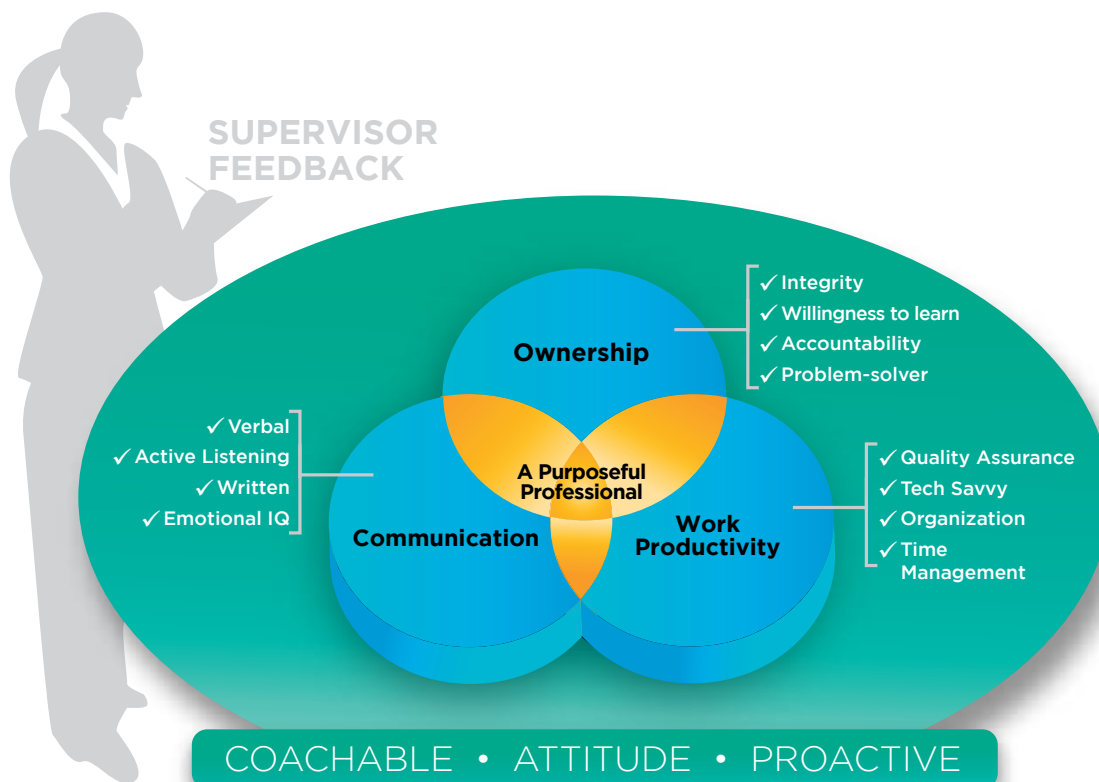 SUPERVISOR
FEEDBACK
Ownership
✓ Integrity
✓ Willingness to learn
✓ Accountability
✓ Problem-solver
✓ Verbal
✓ Active Listening
✓ Written
✓ Emotional IQ
Communication
A Purposeful
Professional
Work
Productivity
✓ Quality Assurance
✓ Tech Savvy
✓ Organization
✓ Time
Management
COACHABLE • ATTITUDE • PROACTIVE